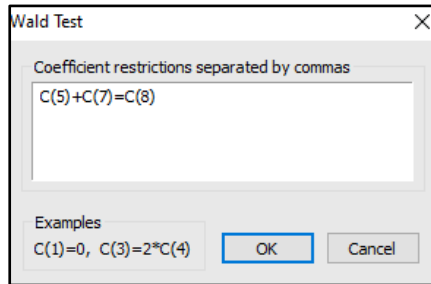 Wald Test
Coefficient restrictions separated by commas
C(5)+C(7)=C(8)
Examples
C(1)=0, C(3)=2*C(4)
OK
Cancel